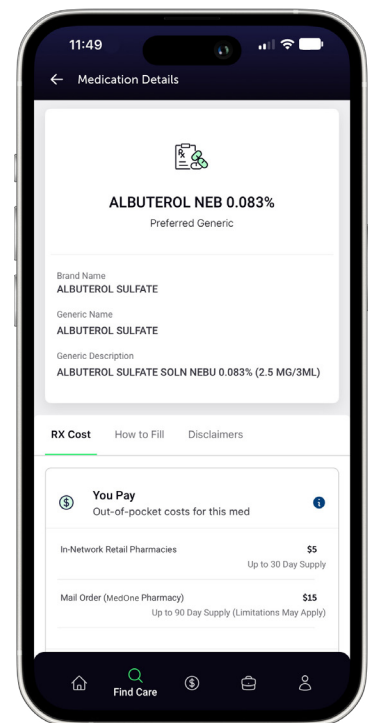 11:49
Medication Details
Rx
ALBUTEROL NEB 0.083%
Preferred Generic
Brand Name
ALBUTEROL SULFATE
Generic Name
ALBUTEROL SULFATE
Generic Description
ALBUTEROL SULFATE SOLN NEBU 0.083% (2.5 MG/3ML)
RX Cost How to Fill Disclaimers
$ You Pay i
Out-of-pocket costs for this med
In-Network Retail Pharmacies $5
Up to 30 Day Supply
Mail Order (MedOne Pharmacy) $15
Up to 90 Day Supply (Limitations May Apply)
$
Find Care